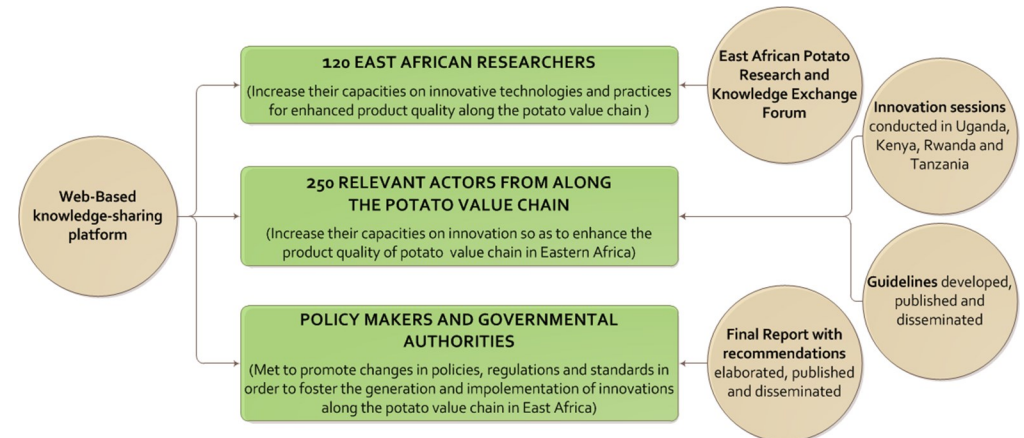 Web-Based
knowledge-sharing
platform
120 EAST AFRICAN RESEARCHERS
(Increase their capacities on innovative technologies and practices
for enhanced product quality along the potato value chain )
250 RELEVANT ACTORS FROM ALONG
THE POTATO VALUE CHAIN
(Increase their capacities on innovation so as to enhance the
product quality of potato value chain in Eastern Africa)
POLICY MAKERS AND GOVERNMENTAL
AUTHORITIES
(Met to promote changes in policies, regulations and standards in
order to foster the generation and impolementation of innovations
along the potato value chain in East Africa)
East African Potato
Research and
Knowledge Exchange
Forum
Innovation sessions
conducted in Uganda,
Kenya, Rwanda and
Tanzania
Guidelines developed,
published and
disseminated
Final Report with
recommendations
elaborated, published
and disseminated